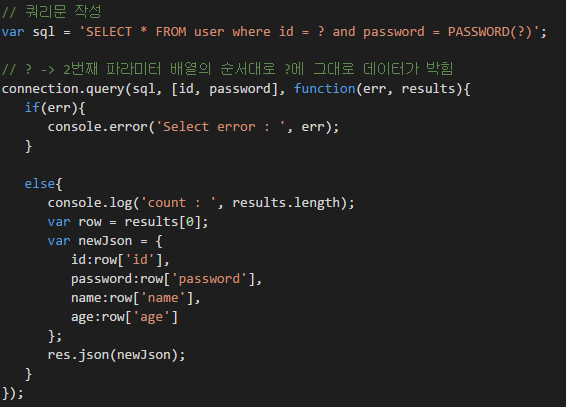 // 쿼리문 작성
var sql = 'SELECT * FROM user where id = ? and password = PASSWORD(?)';
// ? -> 2번째 파라미터 배열의 순서대로 ?에 그대로 데이터가 박힘
connection.query(sql, [id, password], function(err, results){
if(err){
console.error('Select error : ', err);
}
else{
console.log('count : ', results.length);
var row = results[0];
var newJson = {
id:row['id'],
password:row['password'],
name:row['name'],
age:row['age']
};
res.json(newJson);
}
});